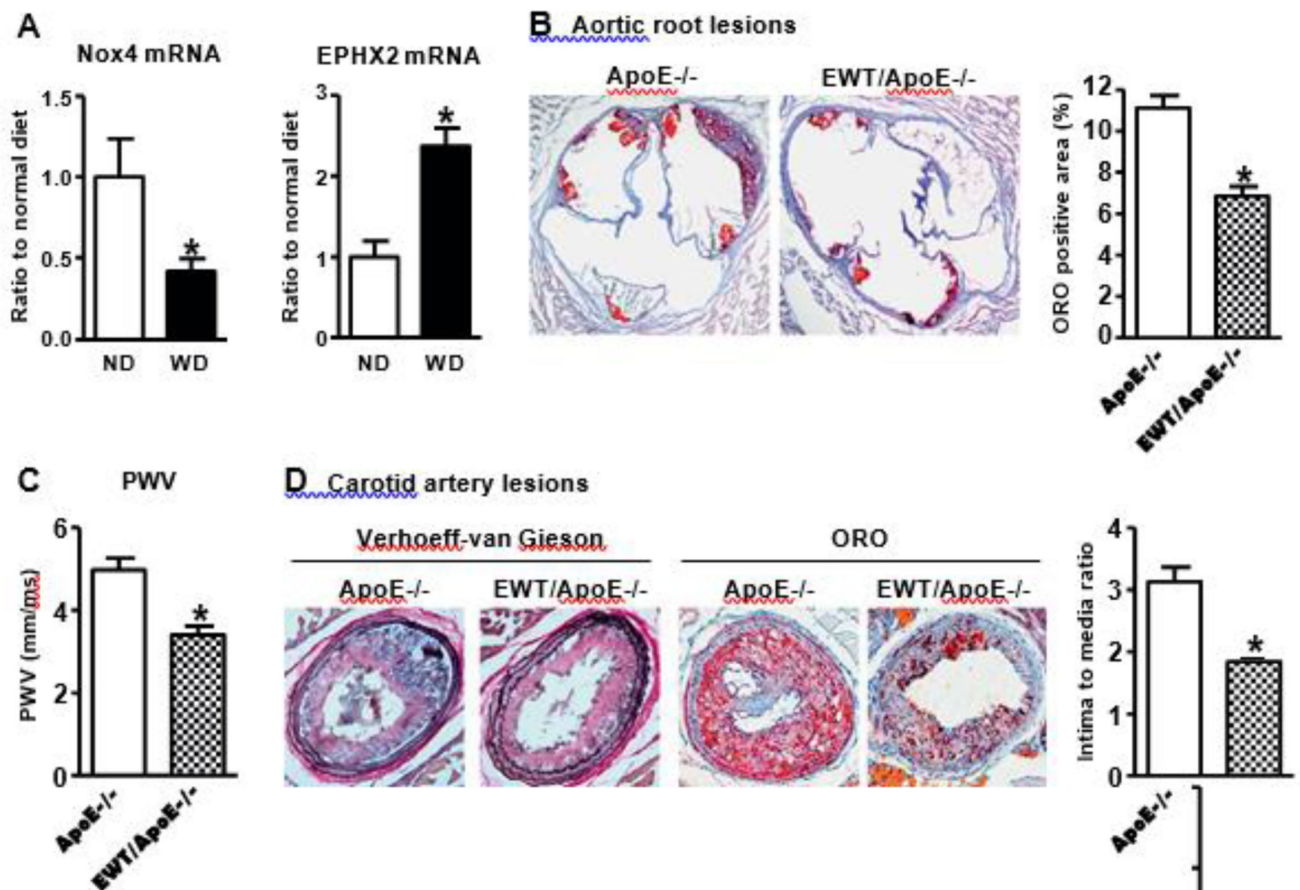 A
Nox4 mRNA
Ratio to normal diet
1.5
1.0
0.5
0.0
*
ND WD
EPHX2 mRNA
Ratio to normal diet
3
2
1
0
*
ND WD
B Aortic root lesions
ApoE-/- EWT/ApoE-/-
ORO positive area (%)
12
10
8
6
4
2
0
*
ApoE-/-
EWT/ApoE-/-
C PWV
PWV (mm/ms)
6
4
2
0
*
ApoE-/-
EWT/ApoE-/-
D Carotid artery lesions
Verhoeff-van Gieson ORO
ApoE-/- EWT/ApoE-/- ApoE-/- EWT/ApoE-/-
Intima to media ratio
4
3
2
1
0
*
ApoE-/-